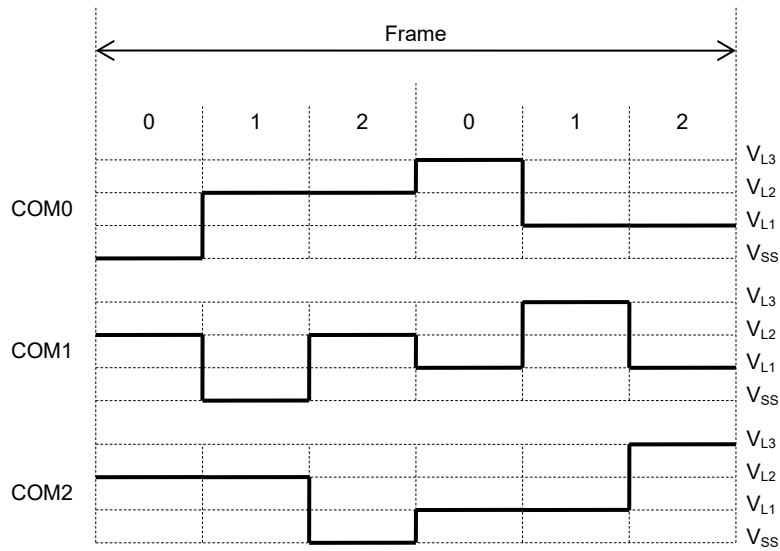 Frame
0 1 2 0 1 2
VL3
VL2
COM0
VL1
VSS
VL3
VL2
COM1
VL1
VSS
VL3
VL2
COM2
VL1
VSS